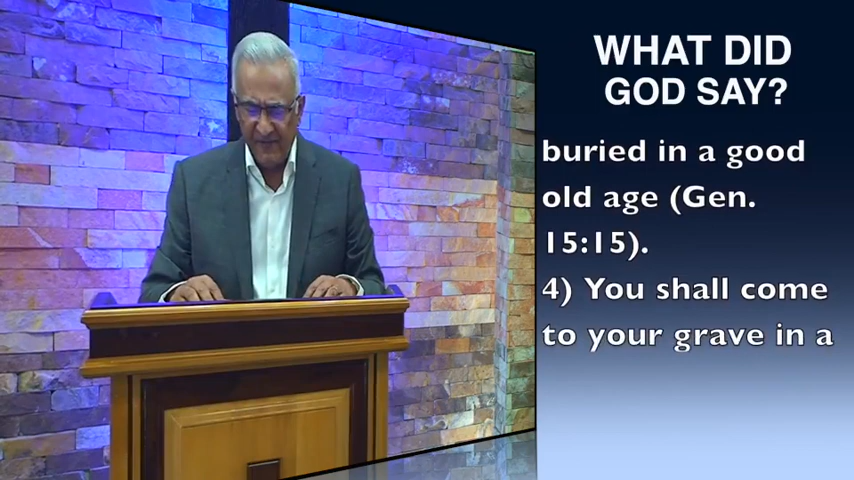 WHAT DID
GOD SAY?
buried in a good
old age (Gen.
15:15).
4) You shall come
to your grave in a